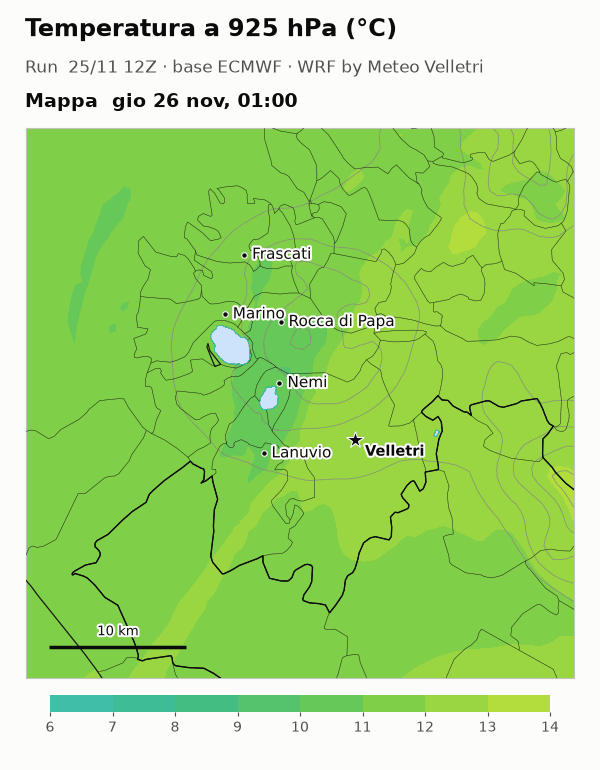 Temperatura a 925 hPa (°C)
Run  25/11 12Z · base ECMWF · WRF by Meteo Velletri
Mappa  gio 26 nov, 01:00
Frascati
Marino
Rocca di Papa
Nemi
Velletri
Lanuvio
10 km
6 7 8 9 10 11 12 13 14